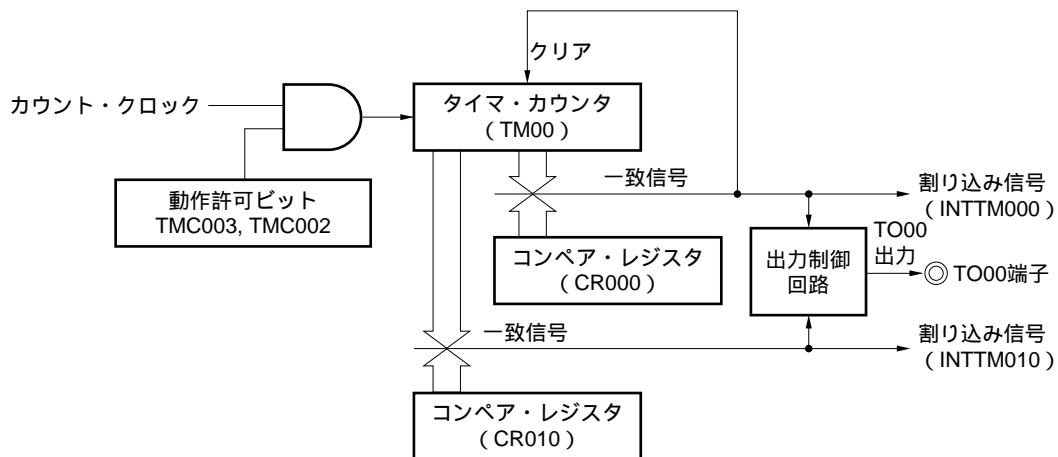 クリア
カウント・クロック
タイマ・カウンタ
（TM00）
動作許可ビット
TMC003, TMC002
一致信号
割り込み信号
（INTTM000）
コンペア・レジスタ
（CR000）
出力制御
回路
TO00
出力
TO00端子
一致信号
割り込み信号
（INTTM010）
コンペア・レジスタ
（CR010）